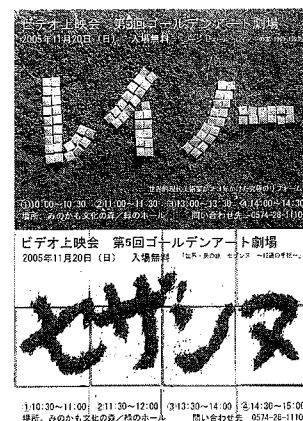 ビデオ上映会 第5回ゴールデンアート劇場
2005年11月20日（日） 入場無料
レイノー
①10:00〜10:30 ②11:00〜11:30 ③13:00〜13:30 ④14:00〜14:30
場所、みのかも文化の森／緑のホール 問い合わせ先 0574-28-1110
ビデオ上映会 第5回ゴールデンアート劇場
2005年11月20日（日） 入場無料
セザンヌ
①10:30〜11:00 ②11:30〜12:00 ③13:30〜14:00 ④14:30〜15:00
場所、みのかも文化の森／緑のホール 問い合わせ先 0574-28-1110